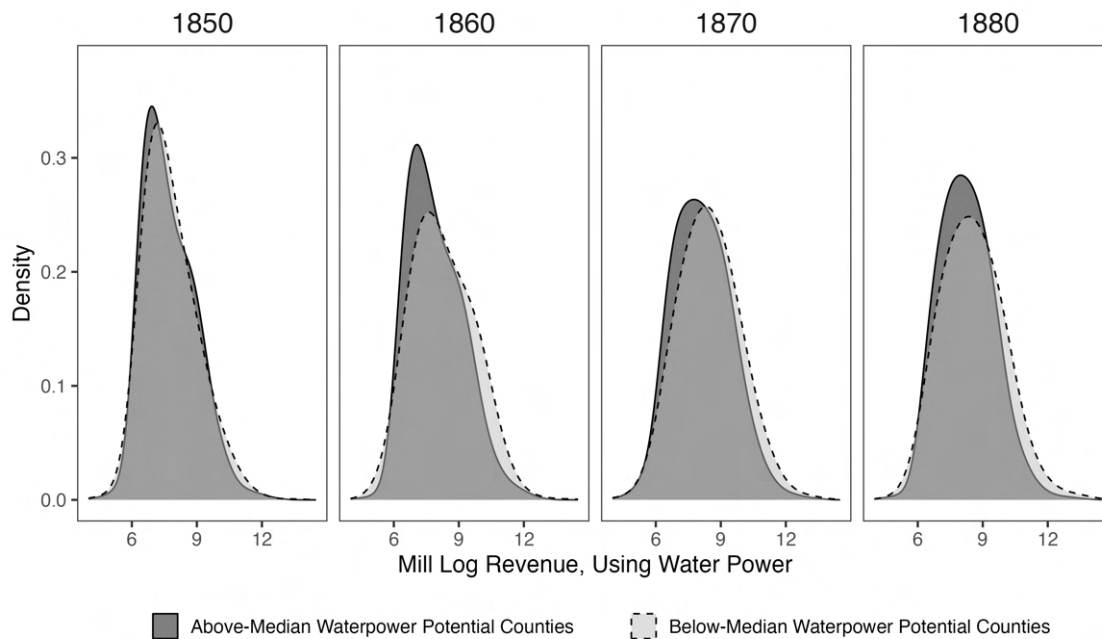 1850 1860 1870 1880
Density
0.3
0.2
0.1
0.0
6 9 12 6 9 12 6 9 12 6 9 12
Mill Log Revenue, Using Water Power
Above-Median Waterpower Potential Counties Below-Median Waterpower Potential Counties